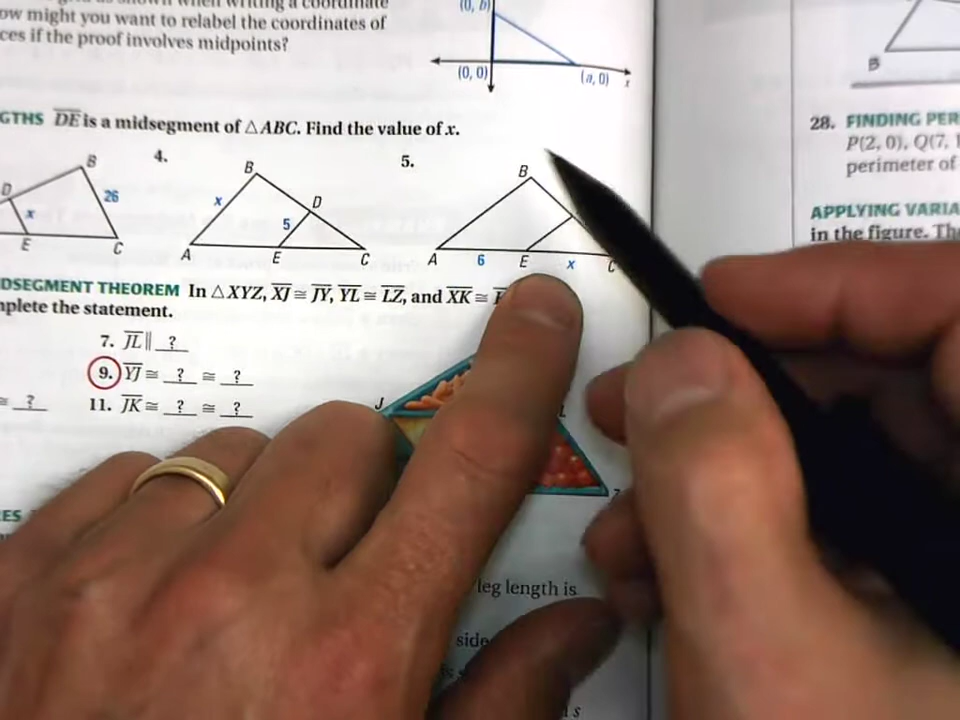 ow might you want to relabel the coordinates of
ces if the proof involves midpoints?
(0, b)
(0, 0)
(a, 0)
x
GTHS DE is a midsegment of △ABC. Find the value of x.
4.
5.
B
D
26
x
E
C
B
x
D
5
A
E
C
B
A
6
E
x
C
DSEGMENT THEOREM In △XYZ, XJ ≅ JY, YL ≅ LZ, and XK ≅
plete the statement.
7. JL ∥ ?
9. YJ ≅ ? ≅ ?
≅ ?
11. JK ≅ ? ≅ ?
J
L
Z
ES
leg length is
side
B
28. FINDING PER
P(2, 0), Q(7,
perimeter of
APPLYING VARIA
in the figure. The